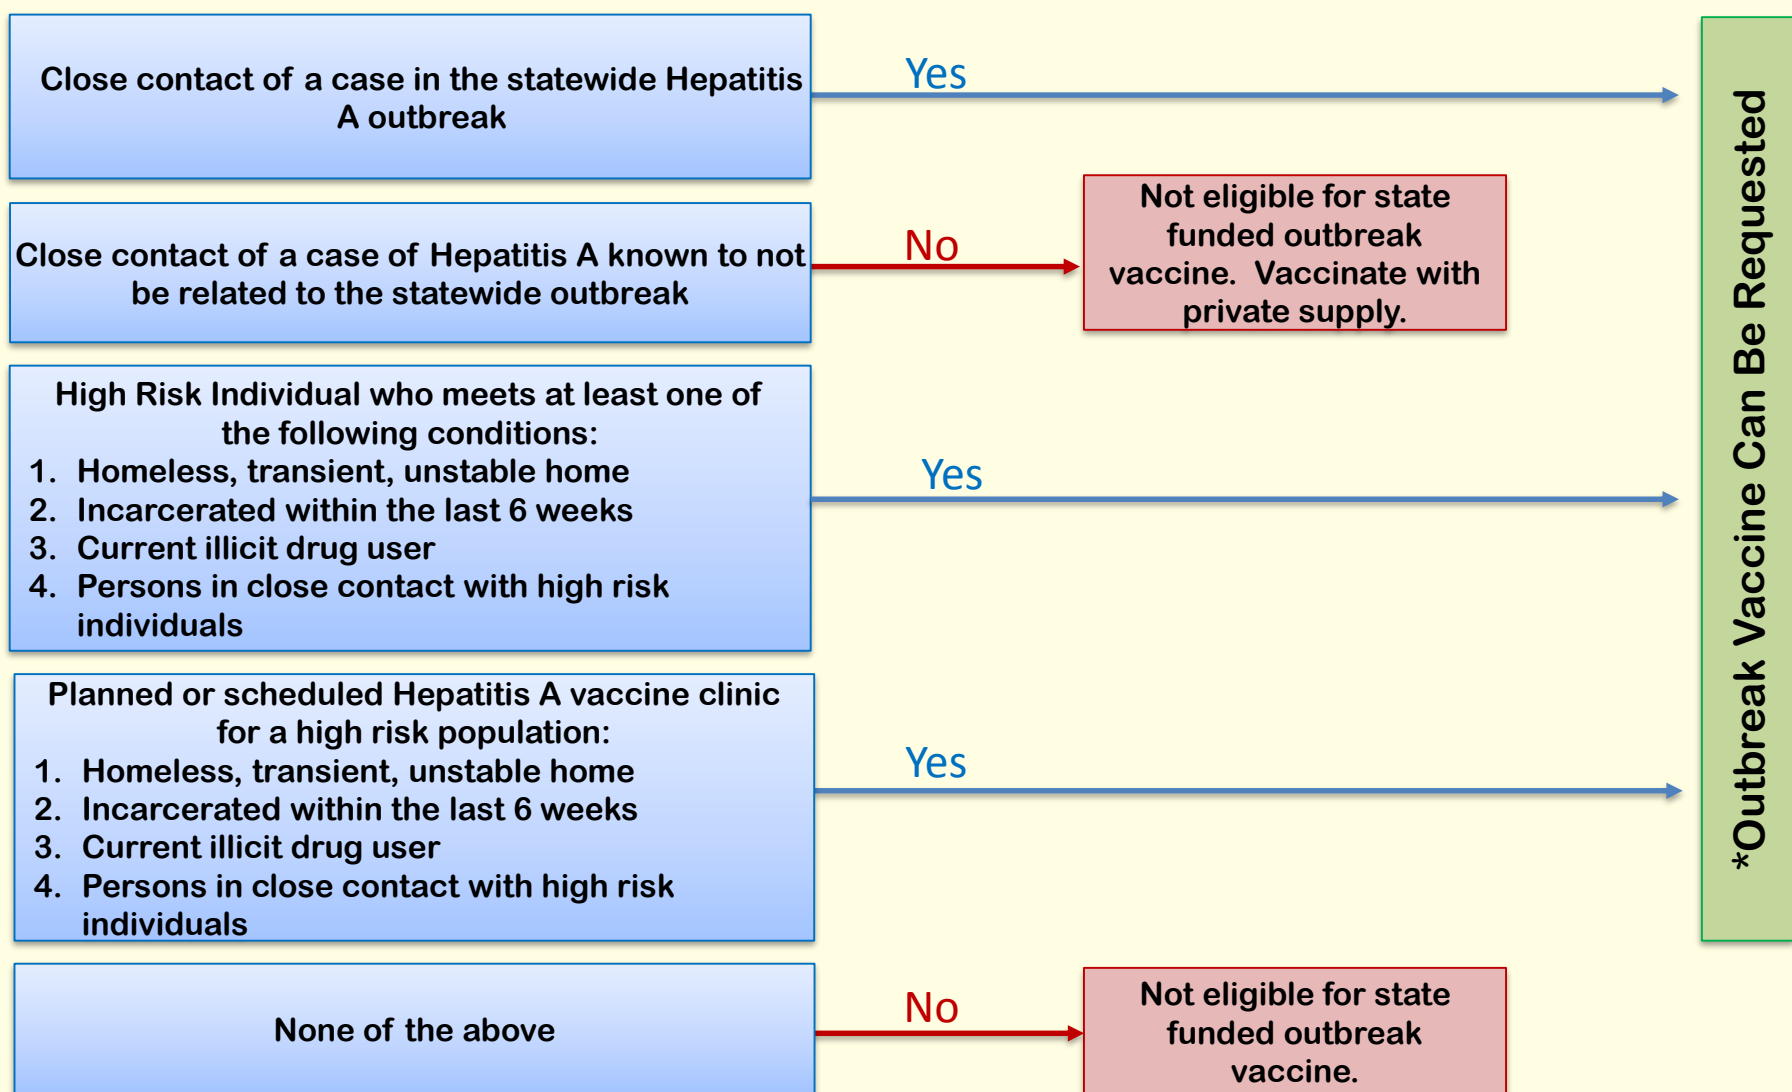 Close contact of a case in the statewide Hepatitis
A outbreak
Yes
Close contact of a case of Hepatitis A known to not
be related to the statewide outbreak
No
Not eligible for state
funded outbreak
vaccine. Vaccinate with
private supply.
High Risk Individual who meets at least one of
the following conditions:
1. Homeless, transient, unstable home
2. Incarcerated within the last 6 weeks
3. Current illicit drug user
4. Persons in close contact with high risk
individuals
Yes
Planned or scheduled Hepatitis A vaccine clinic
for a high risk population:
1. Homeless, transient, unstable home
2. Incarcerated within the last 6 weeks
3. Current illicit drug user
4. Persons in close contact with high risk
individuals
Yes
None of the above
No
Not eligible for state
funded outbreak
vaccine.
*Outbreak Vaccine Can Be Requested